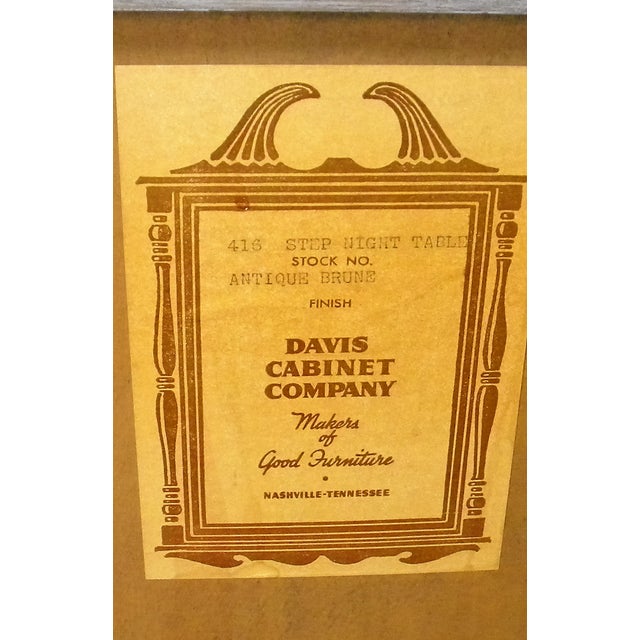 416 STEP NIGHT TABLE
STOCK NO.
ANTIQUE BRUNE
FINISH
DAVIS
CABINET
COMPANY
Makers
of
Good Furniture
•
NASHVILLE-TENNESSEE